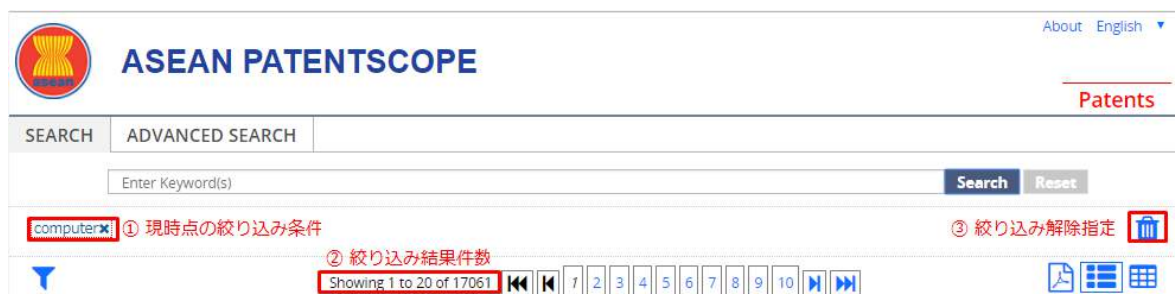 About English ▼
asean
ASEAN PATENTSCOPE
Patents
SEARCH ADVANCED SEARCH
Enter Keyword(s) Search Reset
computer✖ ① 現時点の絞り込み条件 ③ 絞り込み解除指定
② 絞り込み結果件数
Showing 1 to 20 of 17061 1 2 3 4 5 6 7 8 9 10